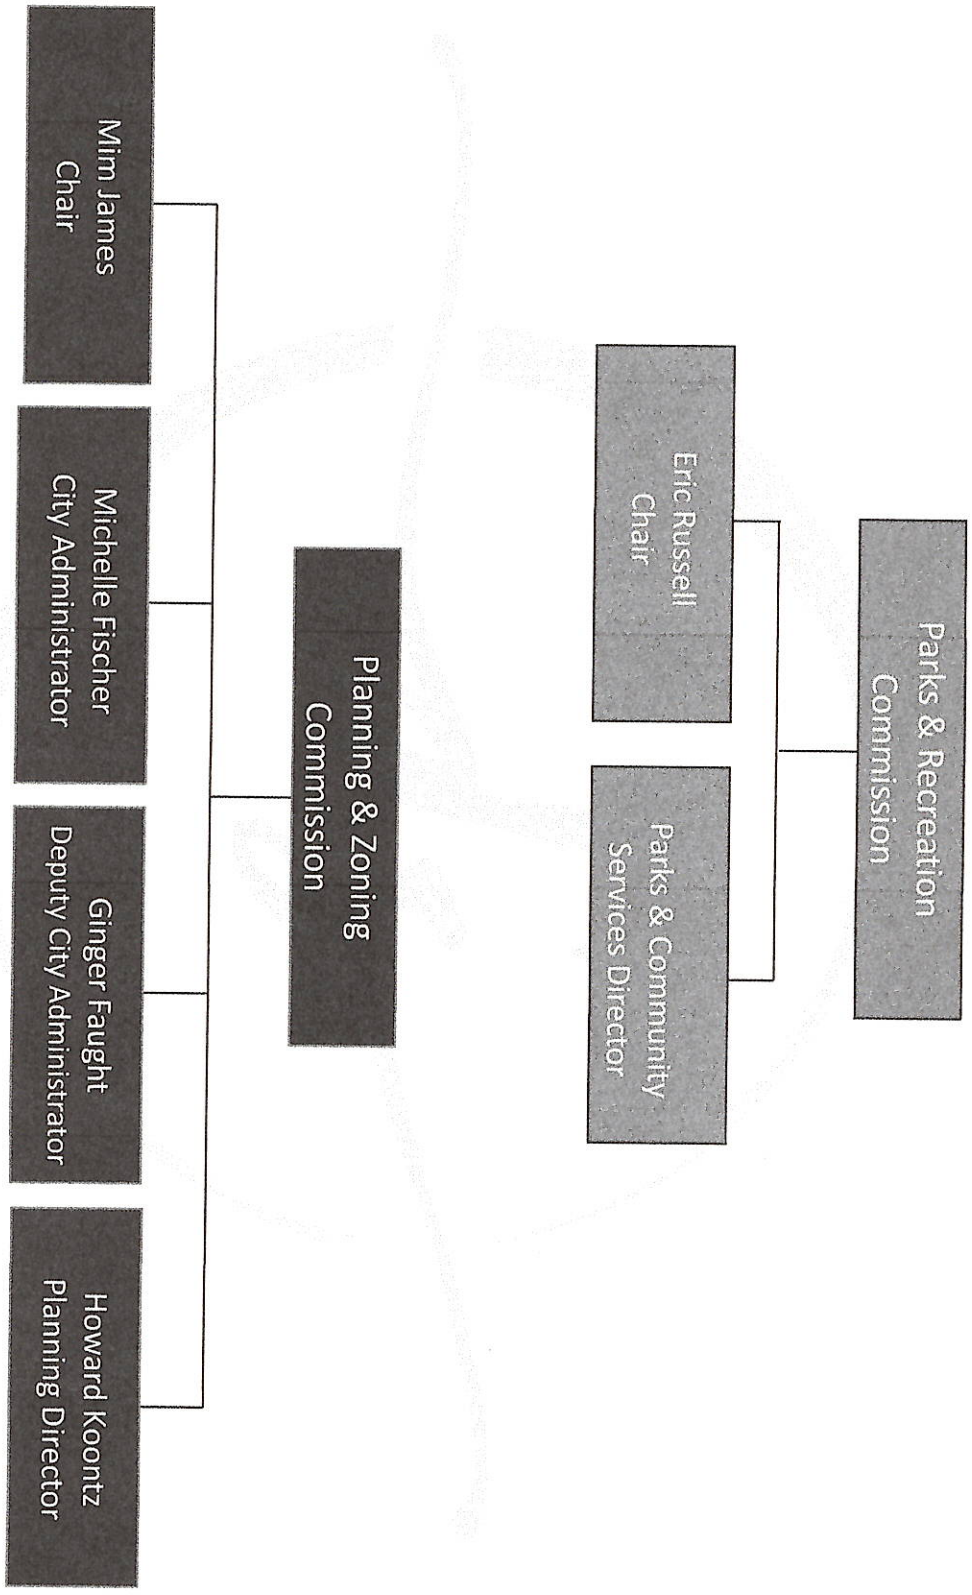 Parks & Recreation
Commission
Eric Russell
Chair
Parks & Community
Services Director
Planning & Zoning
Commission
Mim James
Chair
Michelle Fischer
City Administrator
Ginger Faught
Deputy City Administrator
Howard Koontz
Planning Director